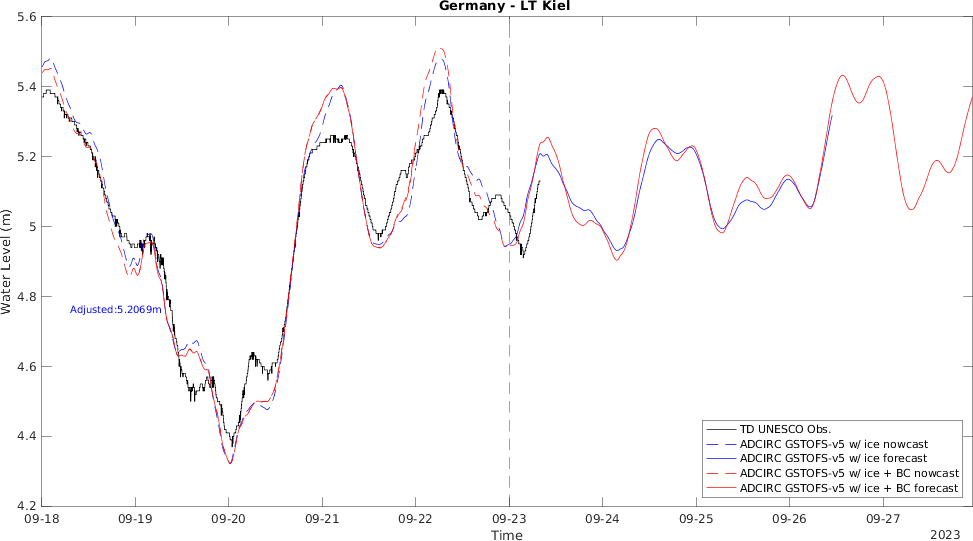 Germany - LT Kiel
5.6
5.4
5.2
5
4.8
4.6
4.4
4.2
Water Level (m)
Adjusted:5.2069m
TD UNESCO Obs.
ADCIRC GSTOFS-v5 w/ ice nowcast
ADCIRC GSTOFS-v5 w/ ice forecast
ADCIRC GSTOFS-v5 w/ ice + BC nowcast
ADCIRC GSTOFS-v5 w/ ice + BC forecast
09-18 09-19 09-20 09-21 09-22 09-23 09-24 09-25 09-26 09-27
Time
2023